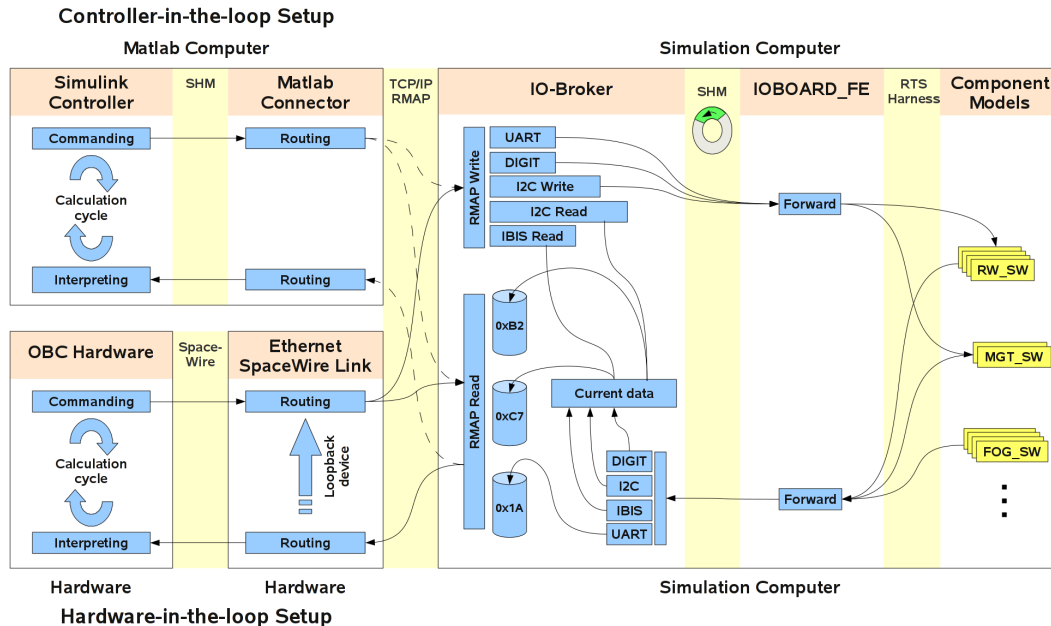 Controller-in-the-loop Setup
Matlab Computer
Simulation Computer
Simulink
Controller
SHM
Matlab
Connector
TCP/IP
RMAP
IO-Broker
SHM
IOBOARD_FE
RTS
Harness
Component
Models
Commanding
Routing
Calculation
cycle
Interpreting
Routing
RMAP Write
UART
DIGIT
I2C Write
I2C Read
IBIS Read
Forward
RW_SW
MGT_SW
FOG_SW
OBC Hardware
Space-
Wire
Ethernet
SpaceWire Link
Commanding
Routing
Calculation
cycle
Loopback
device
Interpreting
Routing
RMAP Read
0xB2
0xC7
0x1A
Current data
DIGIT
I2C
IBIS
UART
Forward
Hardware
Hardware
Simulation Computer
Hardware-in-the-loop Setup